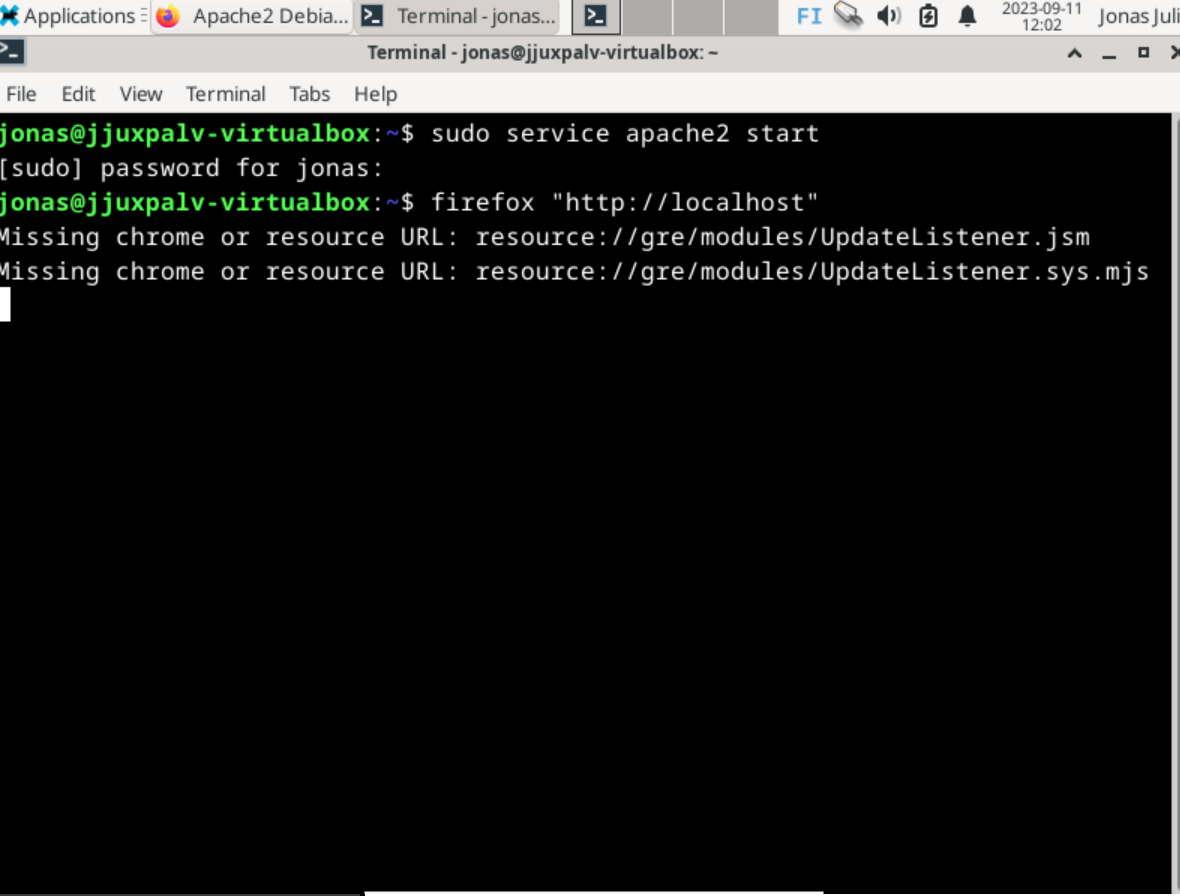 Applications Apache2 Debia... Terminal - jonas... FI 2023-09-11 Jonas Juli
12:02
Terminal - jonas@jjuxpalv-virtualbox: ~
File Edit View Terminal Tabs Help
jonas@jjuxpalv-virtualbox:~$ sudo service apache2 start
[sudo] password for jonas:
jonas@jjuxpalv-virtualbox:~$ firefox "http://localhost"
Missing chrome or resource URL: resource://gre/modules/UpdateListener.jsm
Missing chrome or resource URL: resource://gre/modules/UpdateListener.sys.mjs